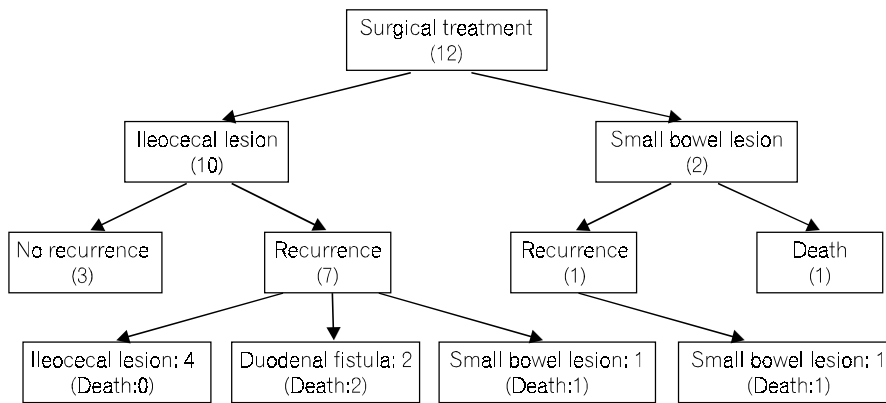 Surgical treatment
(12)
Ileocecal lesion
(10)
Small bowel lesion
(2)
No recurrence
(3)
Recurrence
(7)
Recurrence
(1)
Death
(1)
Ileocecal lesion: 4
(Death:0)
Duodenal fistula: 2
(Death:2)
Small bowel lesion: 1
(Death:1)
Small bowel lesion: 1
(Death:1)